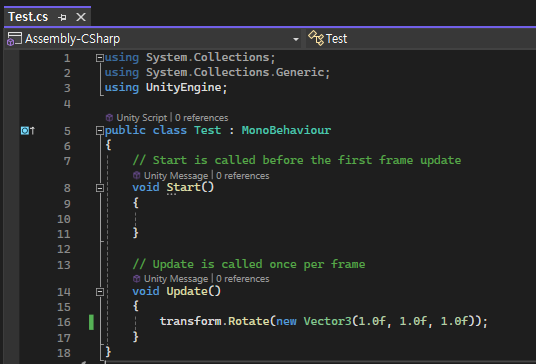 Test.cs
Assembly-CSharp Test
1 using System.Collections;
2 using System.Collections.Generic;
3 using UnityEngine;
4
Unity Script | 0 references
5 public class Test : MonoBehaviour
6 {
7 // Start is called before the first frame update
Unity Message | 0 references
8 void Start()
9 {
10
11 }
12
13 // Update is called once per frame
Unity Message | 0 references
14 void Update()
15 {
16 transform.Rotate(new Vector3(1.0f, 1.0f, 1.0f));
17 }
18 }